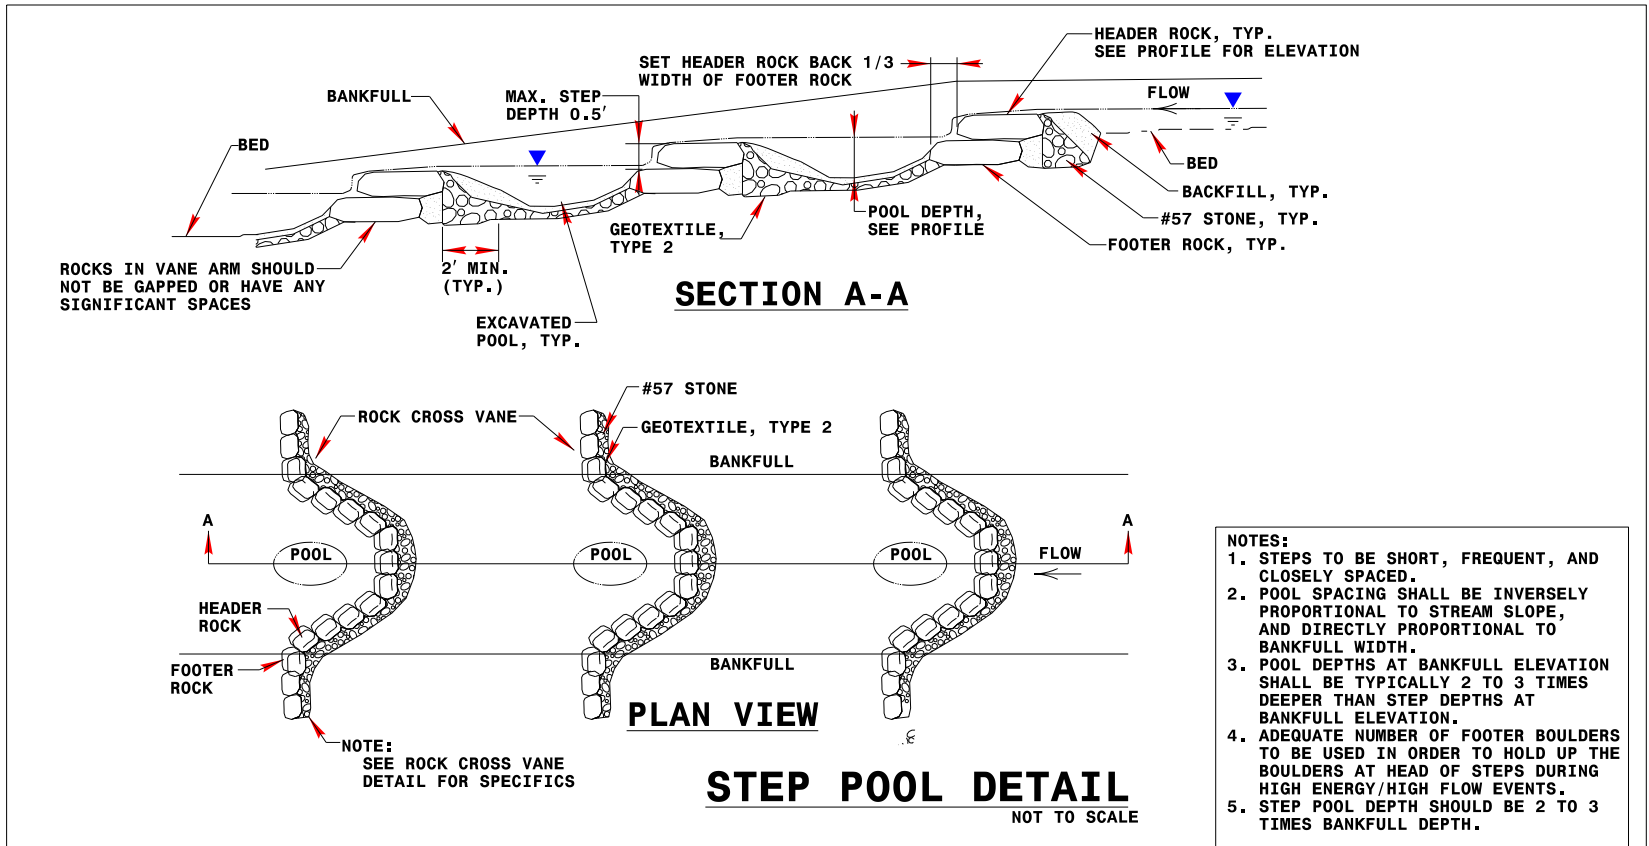 HEADER ROCK, TYP.
SEE PROFILE FOR ELEVATION
SET HEADER ROCK BACK 1/3
WIDTH OF FOOTER ROCK
BANKFULL
MAX. STEP
DEPTH 0.5'
FLOW
BED
BED
BACKFILL, TYP.
#57 STONE, TYP.
FOOTER ROCK, TYP.
POOL DEPTH,
SEE PROFILE
GEOTEXTILE,
TYPE 2
ROCKS IN VANE ARM SHOULD
NOT BE GAPPED OR HAVE ANY
SIGNIFICANT SPACES
2' MIN.
(TYP.)
EXCAVATED
POOL, TYP.
SECTION A-A
#57 STONE
ROCK CROSS VANE
GEOTEXTILE, TYPE 2
BANKFULL
A
A
POOL
POOL
POOL
FLOW
HEADER
ROCK
FOOTER
ROCK
BANKFULL
PLAN VIEW
NOTE:
SEE ROCK CROSS VANE
DETAIL FOR SPECIFICS
STEP POOL DETAIL
NOT TO SCALE
NOTES:
1. STEPS TO BE SHORT, FREQUENT, AND
CLOSELY SPACED.
2. POOL SPACING SHALL BE INVERSELY
PROPORTIONAL TO STREAM SLOPE,
AND DIRECTLY PROPORTIONAL TO
BANKFULL WIDTH.
3. POOL DEPTHS AT BANKFULL ELEVATION
SHALL BE TYPICALLY 2 TO 3 TIMES
DEEPER THAN STEP DEPTHS AT
BANKFULL ELEVATION.
4. ADEQUATE NUMBER OF FOOTER BOULDERS
TO BE USED IN ORDER TO HOLD UP THE
BOULDERS AT HEAD OF STEPS DURING
HIGH ENERGY/HIGH FLOW EVENTS.
5. STEP POOL DEPTH SHOULD BE 2 TO 3
TIMES BANKFULL DEPTH.